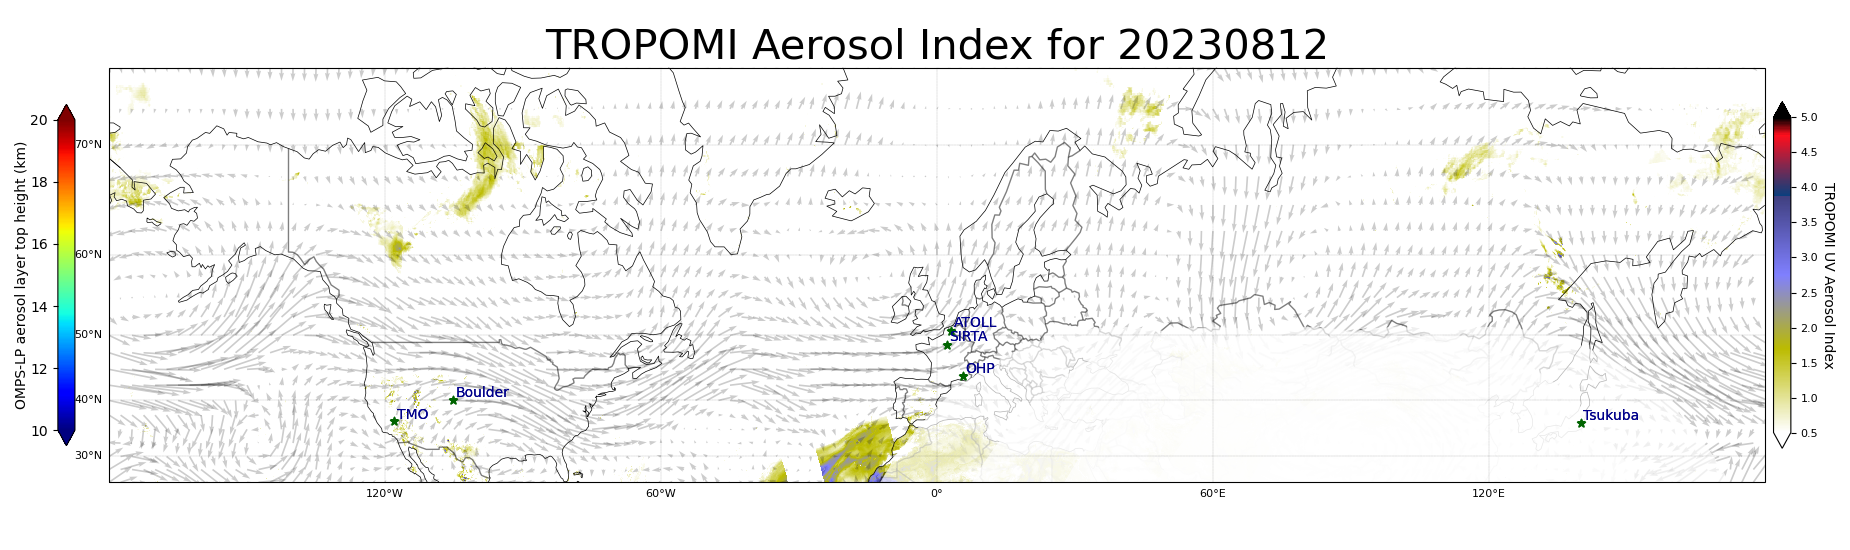 TROPOMI Aerosol Index for 20230812
OMPS-LP aerosol layer top height (km)
20
18
16
14
12
10
70°N
60°N
50°N
40°N
30°N
120°W
60°W
0°
60°E
120°E
ATOLL
SIRTA
OHP
Boulder
TMO
Tsukuba
5.0
4.5
4.0
3.5
3.0
2.5
2.0
1.5
1.0
0.5
TROPOMI UV Aerosol Index